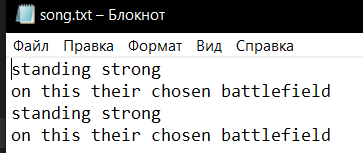 song.txt – Блокнот
Файл Правка Формат Вид Справка
standing strong
on this their chosen battlefield
standing strong
on this their chosen battlefield